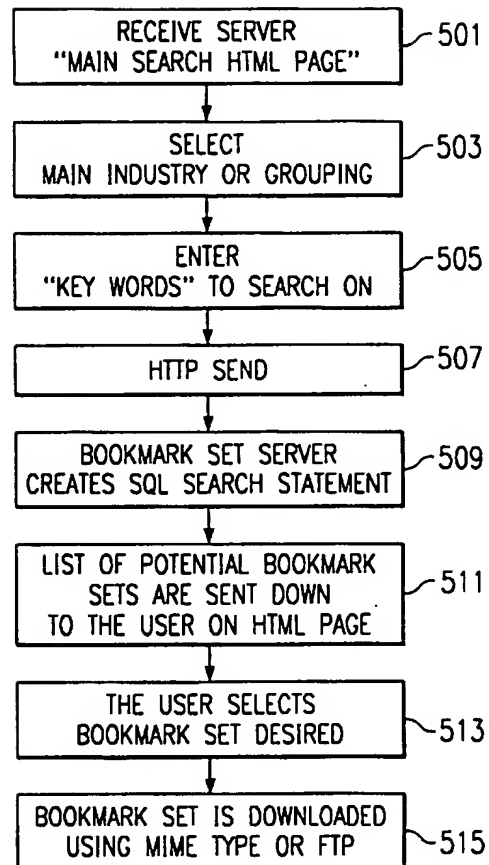 RECEIVE SERVER
"MAIN SEARCH HTML PAGE"
501
SELECT
MAIN INDUSTRY OR GROUPING
503
ENTER
"KEY WORDS" TO SEARCH ON
505
HTTP SEND
507
BOOKMARK SET SERVER
CREATES SQL SEARCH STATEMENT
509
LIST OF POTENTIAL BOOKMARK
SETS ARE SENT DOWN
TO THE USER ON HTML PAGE
511
THE USER SELECTS
BOOKMARK SET DESIRED
513
BOOKMARK SET IS DOWNLOADED
USING MIME TYPE OR FTP
515